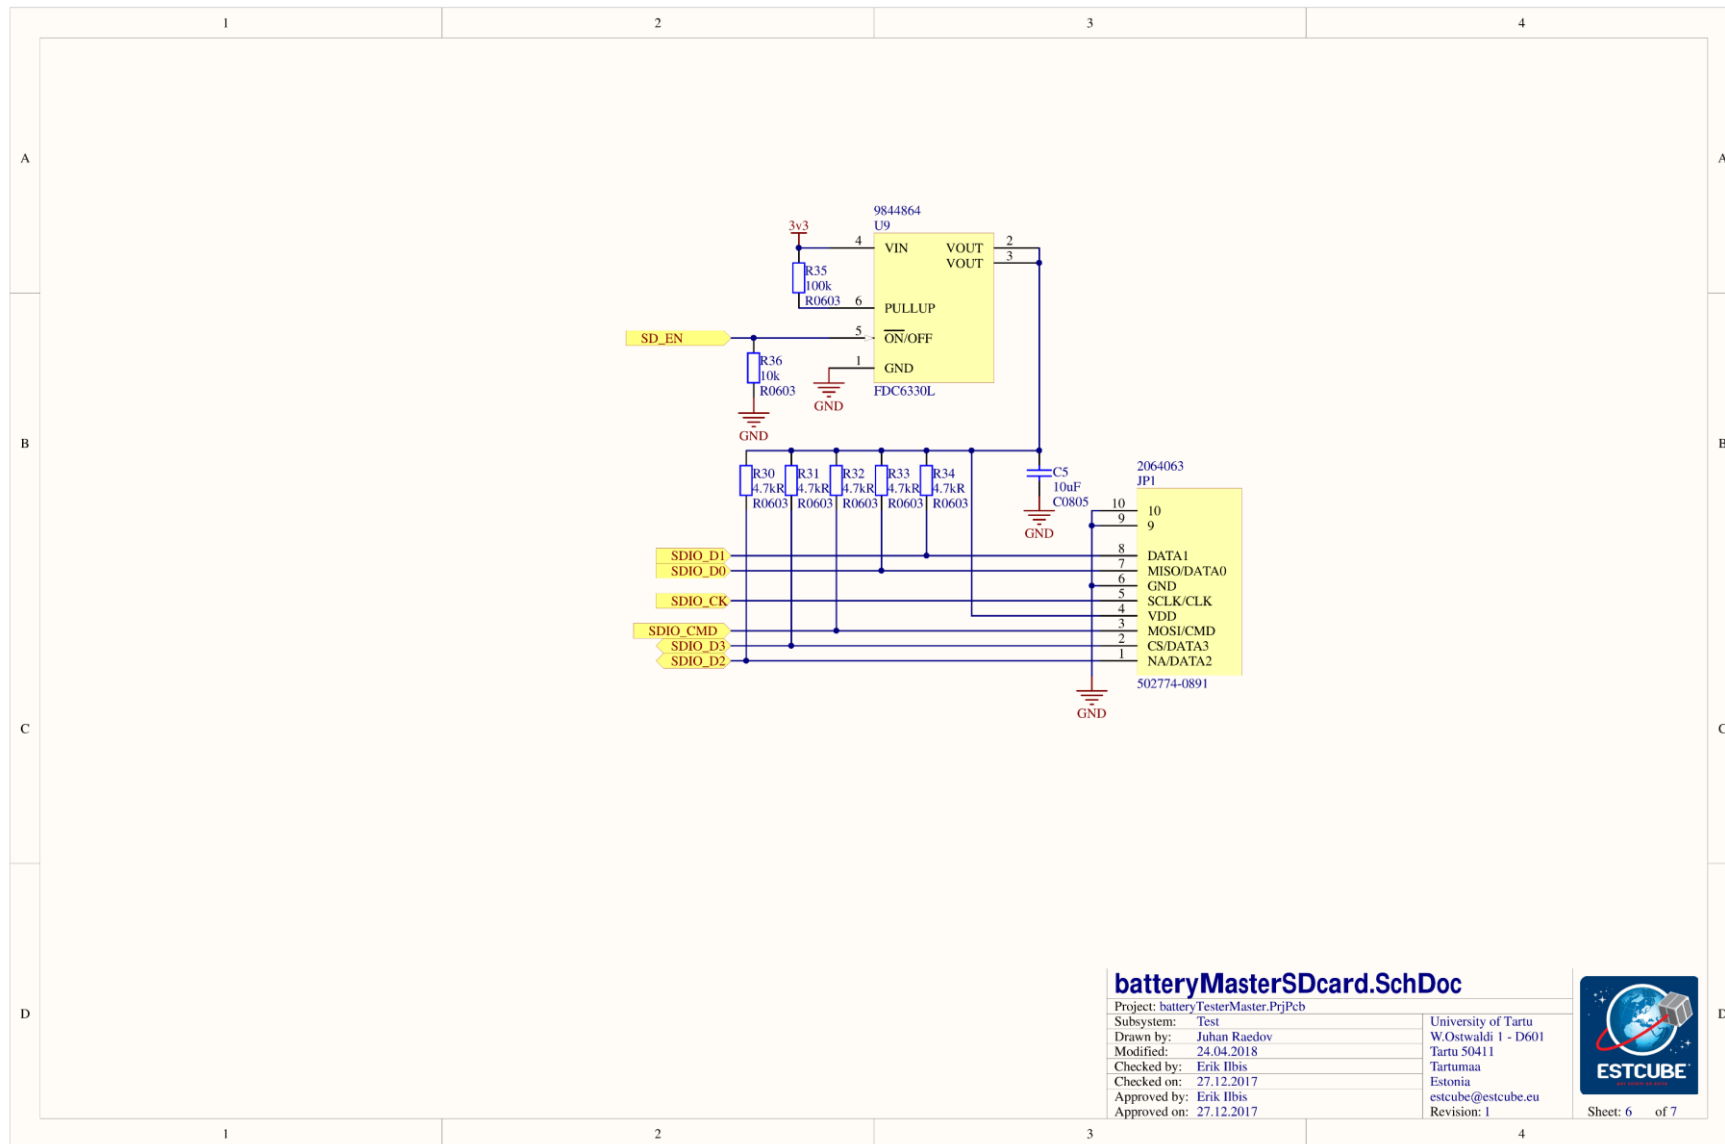 1 2 3 4
A A
9844864
U9
3v3
4 VIN VOUT 2
VOUT 3
R35
100k
R0603
6 PULLUP
SD_EN
5 ON/OFF
1 GND
R36
10k
R0603
FDC6330L
GND
GND
B B
R30 R31 R32 R33 R34
4.7kR 4.7kR 4.7kR 4.7kR 4.7kR
R0603 R0603 R0603 R0603 R0603
C5
10uF
C0805
GND
2064063
JP1
10 10
9 9
SDIO_D1 8 DATA1
SDIO_D0 7 MISO/DATA0
6 GND
SDIO_CK 5 SCLK/CLK
4 VDD
SDIO_CMD 3 MOSI/CMD
SDIO_D3 2 CS/DATA3
SDIO_D2 1 NA/DATA2
502774-0891
GND
C C
D D
batteryMasterSDcard.SchDoc
Project: batteryTesterMaster.PrjPcb
Subsystem: Test University of Tartu
Drawn by: Juhan Raedov W.Ostwaldi 1 - D601
Modified: 24.04.2018 Tartu 50411
Checked by: Erik Ilbis Tartumaa
Checked on: 27.12.2017 Estonia
Approved by: Erik Ilbis estcube@estcube.eu
Approved on: 27.12.2017 Revision: 1
ESTCUBE
Sheet: 6 of 7
1 2 3 4